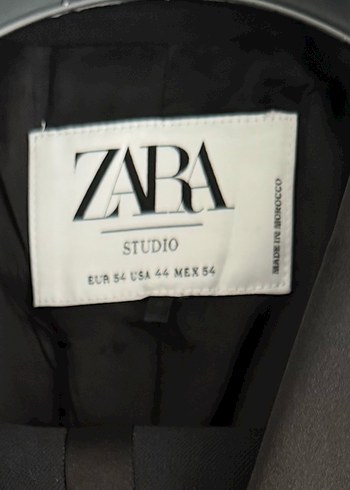 ZARA
STUDIO
EUR 54 USA 44 MEX 54
MADE IN MOROCCO